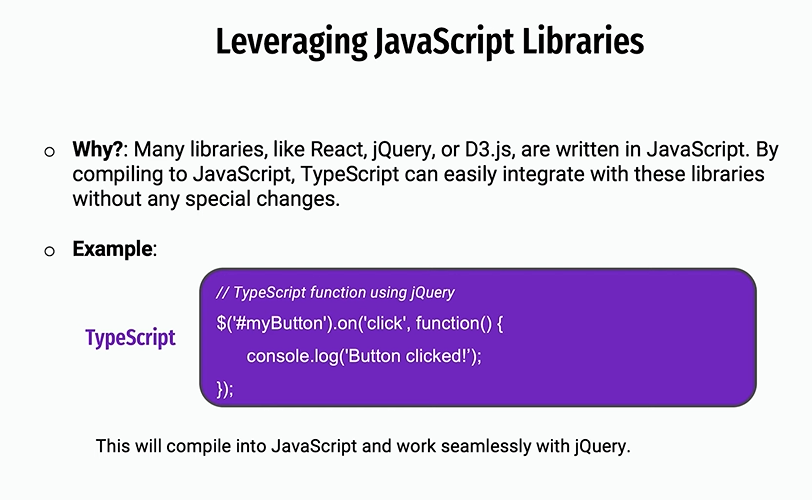 Leveraging JavaScript Libraries
○ Why?: Many libraries, like React, jQuery, or D3.js, are written in JavaScript. By
compiling to JavaScript, TypeScript can easily integrate with these libraries
without any special changes.
○ Example:
// TypeScript function using jQuery
$('#myButton').on('click', function() {
console.log('Button clicked!');
});
TypeScript
This will compile into JavaScript and work seamlessly with jQuery.